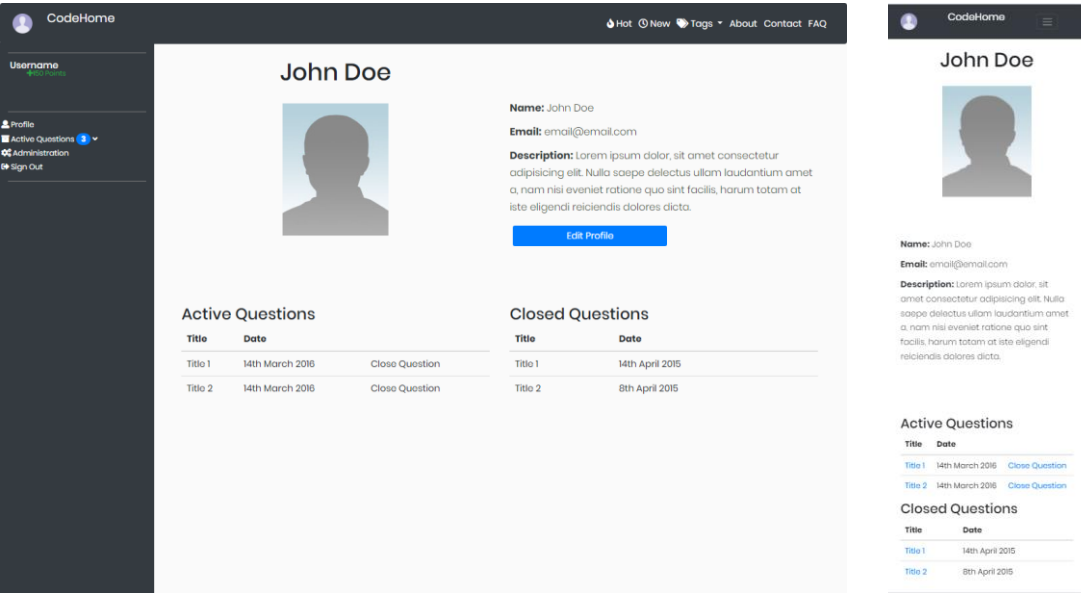 CodeHome
Hot New Tags About Contact FAQ
Username
+150 Points
Profile
Active Questions 3
Administration
Sign Out
John Doe
Name: John Doe
Email: email@email.com
Description: Lorem ipsum dolor, sit amet consectetur
adipisicing elit. Nulla saepe delectus ullam laudantium amet
a, nam nisi eveniet ratione quo sint facilis, harum totam at
iste eligendi reiciendis dolores dicta.
Edit Profile
Active Questions
Title Date
Title 1 14th March 2016 Close Question
Title 2 14th March 2016 Close Question
Closed Questions
Title Date
Title 1 14th April 2015
Title 2 8th April 2015
CodeHome
John Doe
Name: John Doe
Email: email@email.com
Description: Lorem ipsum dolor, sit
amet consectetur adipisicing elit. Nulla
saepe delectus ullam laudantium amet
a, nam nisi eveniet ratione quo sint
facilis, harum totam at iste eligendi
reiciendis dolores dicta.
Active Questions
Title Date
Title 1 14th March 2016 Close Question
Title 2 14th March 2016 Close Question
Closed Questions
Title Date
Title 1 14th April 2015
Title 2 8th April 2015